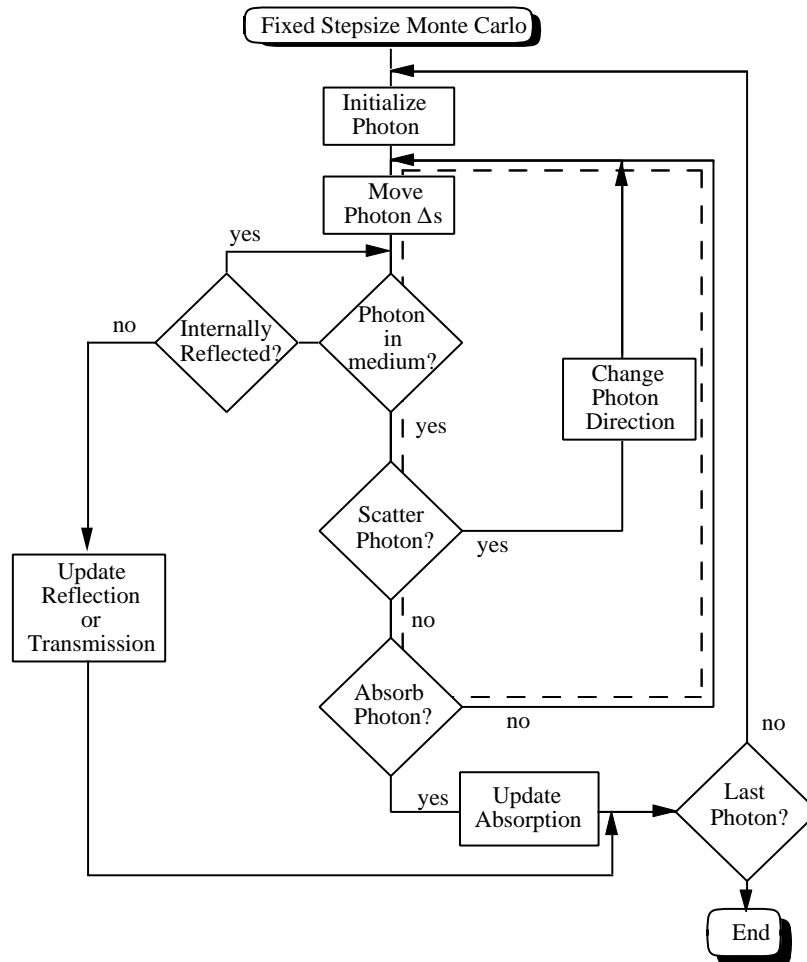 Fixed Stepsize Monte Carlo
Initialize
Photon
Move
Photon Δs
yes
no
Internally
Reflected?
Photon
in
medium?
Change
Photon
Direction
yes
Scatter
Photon?
yes
Update
Reflection
or
Transmission
no
Absorb
Photon?
no
no
yes
Update
Absorption
Last
Photon?
End